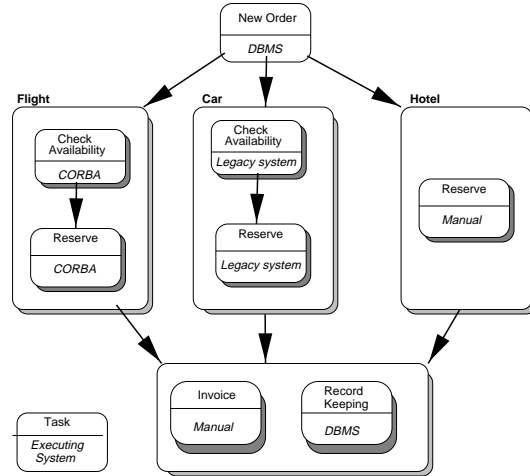 New Order
DBMS
Flight
Car
Hotel
Check
Availability
CORBA
Reserve
CORBA
Check
Availability
Legacy system
Reserve
Legacy system
Reserve
Manual
Invoice
Manual
Record
Keeping
DBMS
Task
Executing
System